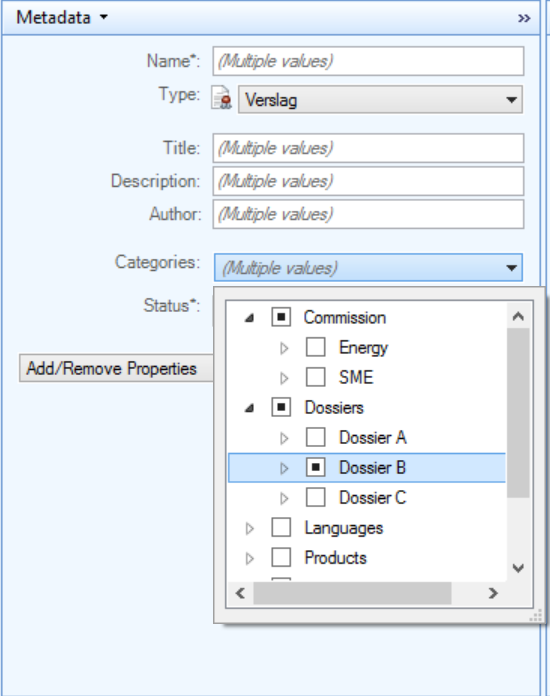 Metadata
Name*: (Multiple values)
Type: Verslag
Title: (Multiple values)
Description: (Multiple values)
Author: (Multiple values)
Categories: (Multiple values)
Status*:
Commission
Energy
SME
Dossiers
Dossier A
Dossier B
Dossier C
Languages
Products
Add/Remove Properties